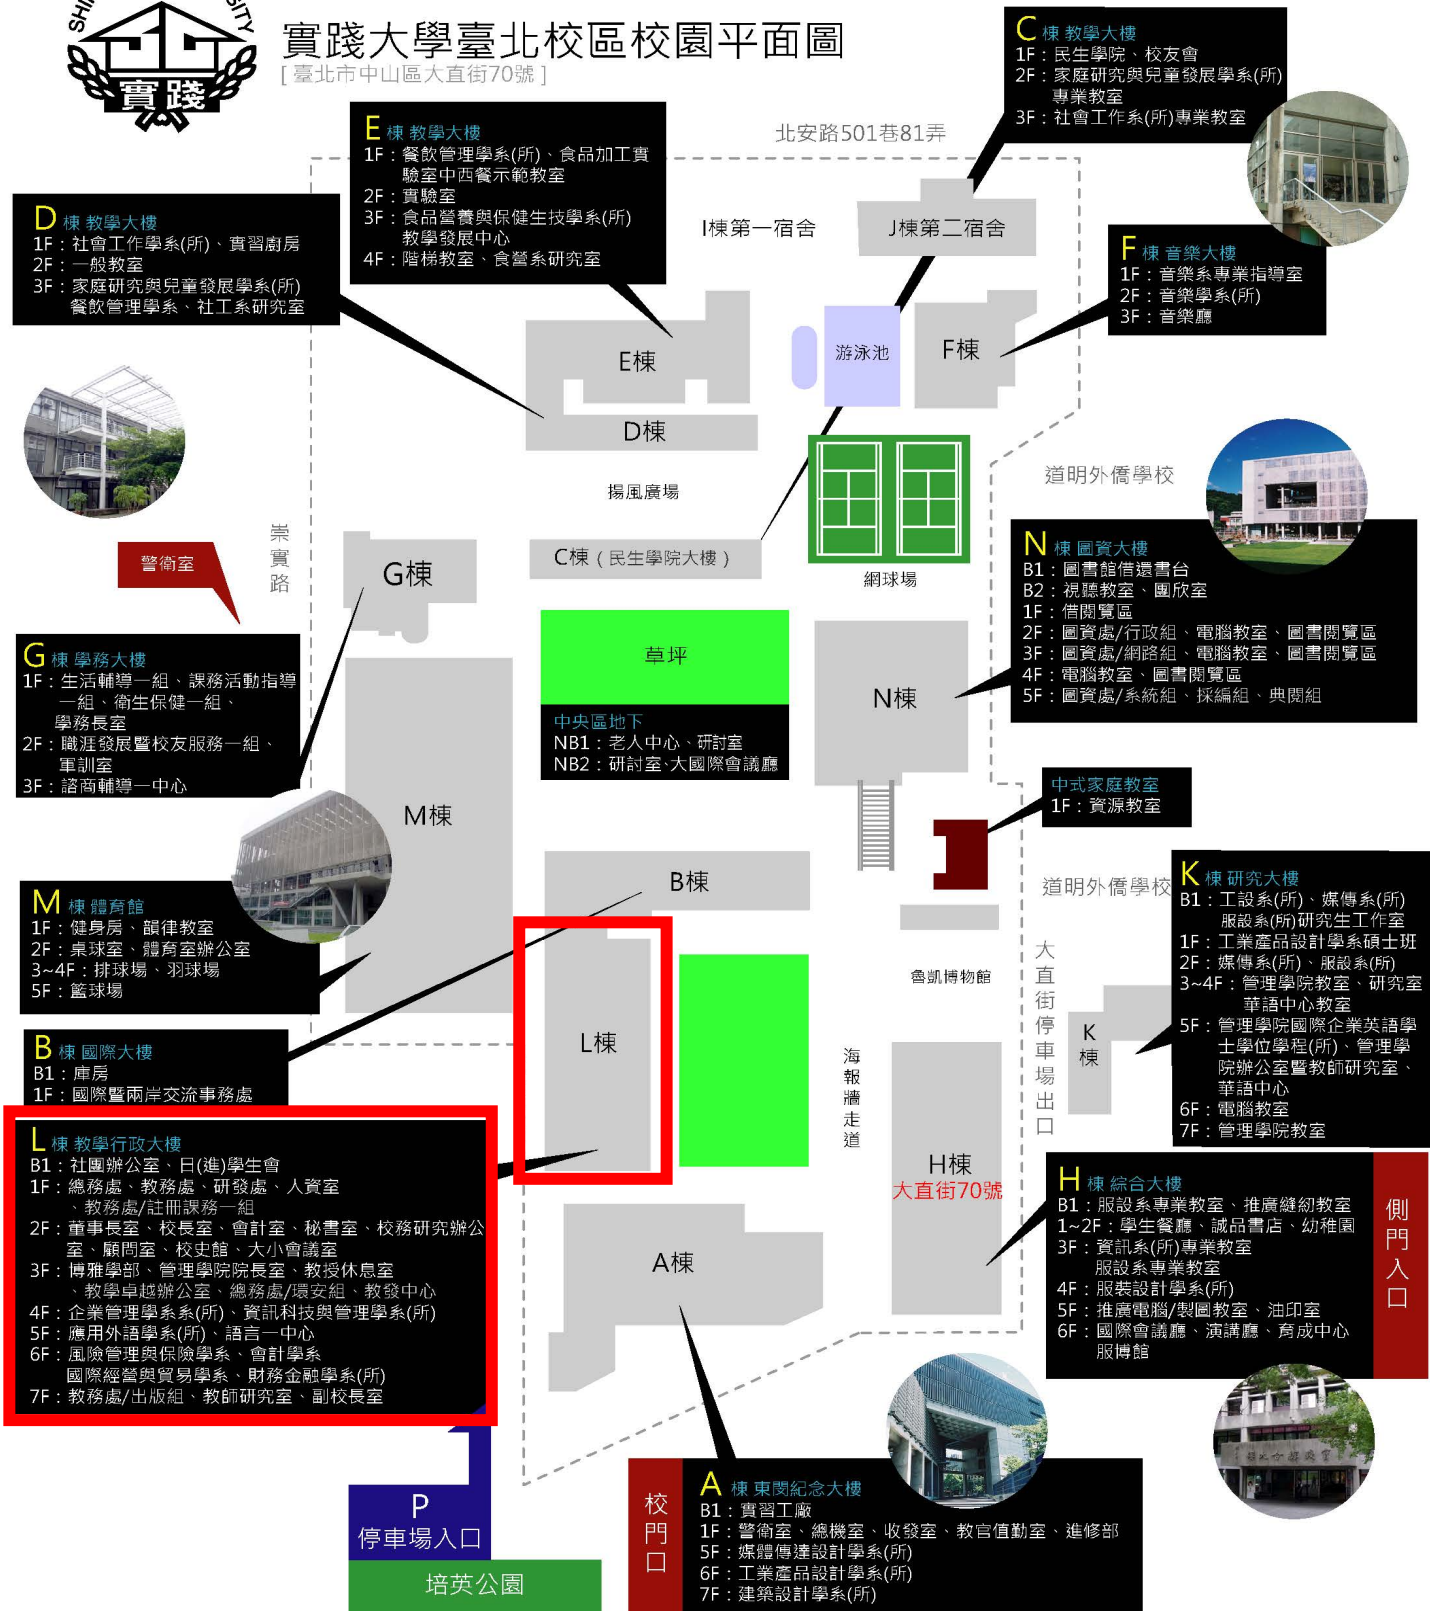 SHI
SITY
實踐
實踐大學臺北校區校園平面圖
[ 臺北市中山區大直街70號 ]
C 棟 教學大樓
1F：民生學院、校友會
2F：家庭研究與兒童發展學系(所)
專業教室
3F：社會工作系(所)專業教室
北安路501巷81弄
E 棟 教學大樓
1F：餐飲管理學系(所)、食品加工實
驗室中西餐示範教室
2F：實驗室
3F：食品營養與保健生技學系(所)
教學發展中心
4F：階梯教室、食營系研究室
D 棟 教學大樓
1F：社會工作學系(所)、實習廚房
2F：一般教室
3F：家庭研究與兒童發展學系(所)
餐飲管理學系、社工系研究室
I棟第一宿舍
J棟第二宿舍
F 棟 音樂大樓
1F：音樂系專業指導室
2F：音樂學系(所)
3F：音樂廳
E棟
游泳池
F棟
D棟
揚風廣場
道明外僑學校
崇實路
警衛室
G棟
C棟（民生學院大樓）
網球場
N 棟 圖資大樓
B1：圖書館借還書台
B2：視聽教室、團欣室
1F：借閱覽區
2F：圖資處/行政組、電腦教室、圖書閱覽區
3F：圖資處/網路組、電腦教室、圖書閱覽區
4F：電腦教室、圖書閱覽區
5F：圖資處/系統組、採編組、典閱組
G 棟 學務大樓
1F：生活輔導一組、課務活動指導
一組、衛生保健一組、
學務長室
2F：職涯發展暨校友服務一組、
軍訓室
3F：諮商輔導一中心
草坪
中央區地下
NB1：老人中心、研討室
NB2：研討室、大國際會議廳
N棟
M棟
中式家庭教室
1F：資源教室
B棟
道明外僑學校
K 棟 研究大樓
B1：工設系(所)、媒傳系(所)
服設系(所)研究生工作室
1F：工業產品設計學系碩士班
2F：媒傳系(所)、服設系(所)
3~4F：管理學院教室、研究室
華語中心教室
5F：管理學院國際企業英語學
士學位學程(所)、管理學
院辦公室暨教師研究室、
華語中心
6F：電腦教室
7F：管理學院教室
M 棟 體育館
1F：健身房、韻律教室
2F：桌球室、體育室辦公室
3~4F：排球場、羽球場
5F：籃球場
魯凱博物館
大直街停車場出口
K棟
L棟
海報牆走道
B 棟 國際大樓
B1：庫房
1F：國際暨兩岸交流事務處
L 棟 教學行政大樓
B1：社團辦公室、日(進)學生會
1F：總務處、教務處、研發處、人資室
、教務處/註冊課務一組
2F：董事長室、校長室、會計室、秘書室、校務研究辦公
室、顧問室、校史館、大小會議室
3F：博雅學部、管理學院院長室、教授休息室
、教學卓越辦公室、總務處/環安組、教發中心
4F：企業管理學系系(所)、資訊科技與管理學系(所)
5F：應用外語學系(所)、語言一中心
6F：風險管理與保險學系、會計學系
國際經營與貿易學系、財務金融學系(所)
7F：教務處/出版組、教師研究室、副校長室
H棟
大直街70號
H 棟 綜合大樓
B1：服設系專業教室、推廣縫紉教室
1~2F：學生餐廳、誠品書店、幼稚園
3F：資訊系(所)專業教室
服設系專業教室
4F：服裝設計學系(所)
5F：推廣電腦/製圖教室、油印室
6F：國際會議廳、演講廳、育成中心
服博館
側門入口
A棟
P
停車場入口
培英公園
校門口
A 棟 東閔紀念大樓
B1：實習工廠
1F：警衛室、總機室、收發室、教官值勤室、進修部
5F：媒體傳達設計學系(所)
6F：工業產品設計學系(所)
7F：建築設計學系(所)